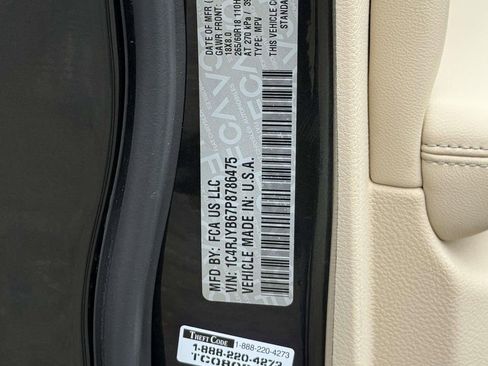 DATE OF MFR
GAWR FRONT:
18X8.0
265/60R18 110H
AT 270 kPa / 39
TYPE: MPV
THIS VEHICLE CO
STANDA
MFD BY: FCA US LLC
VIN: 1C4RJYB67P8786475
VEHICLE MADE IN: U.S.A.
THEFT CODE 1-888-220-4273
1-888-220-4273